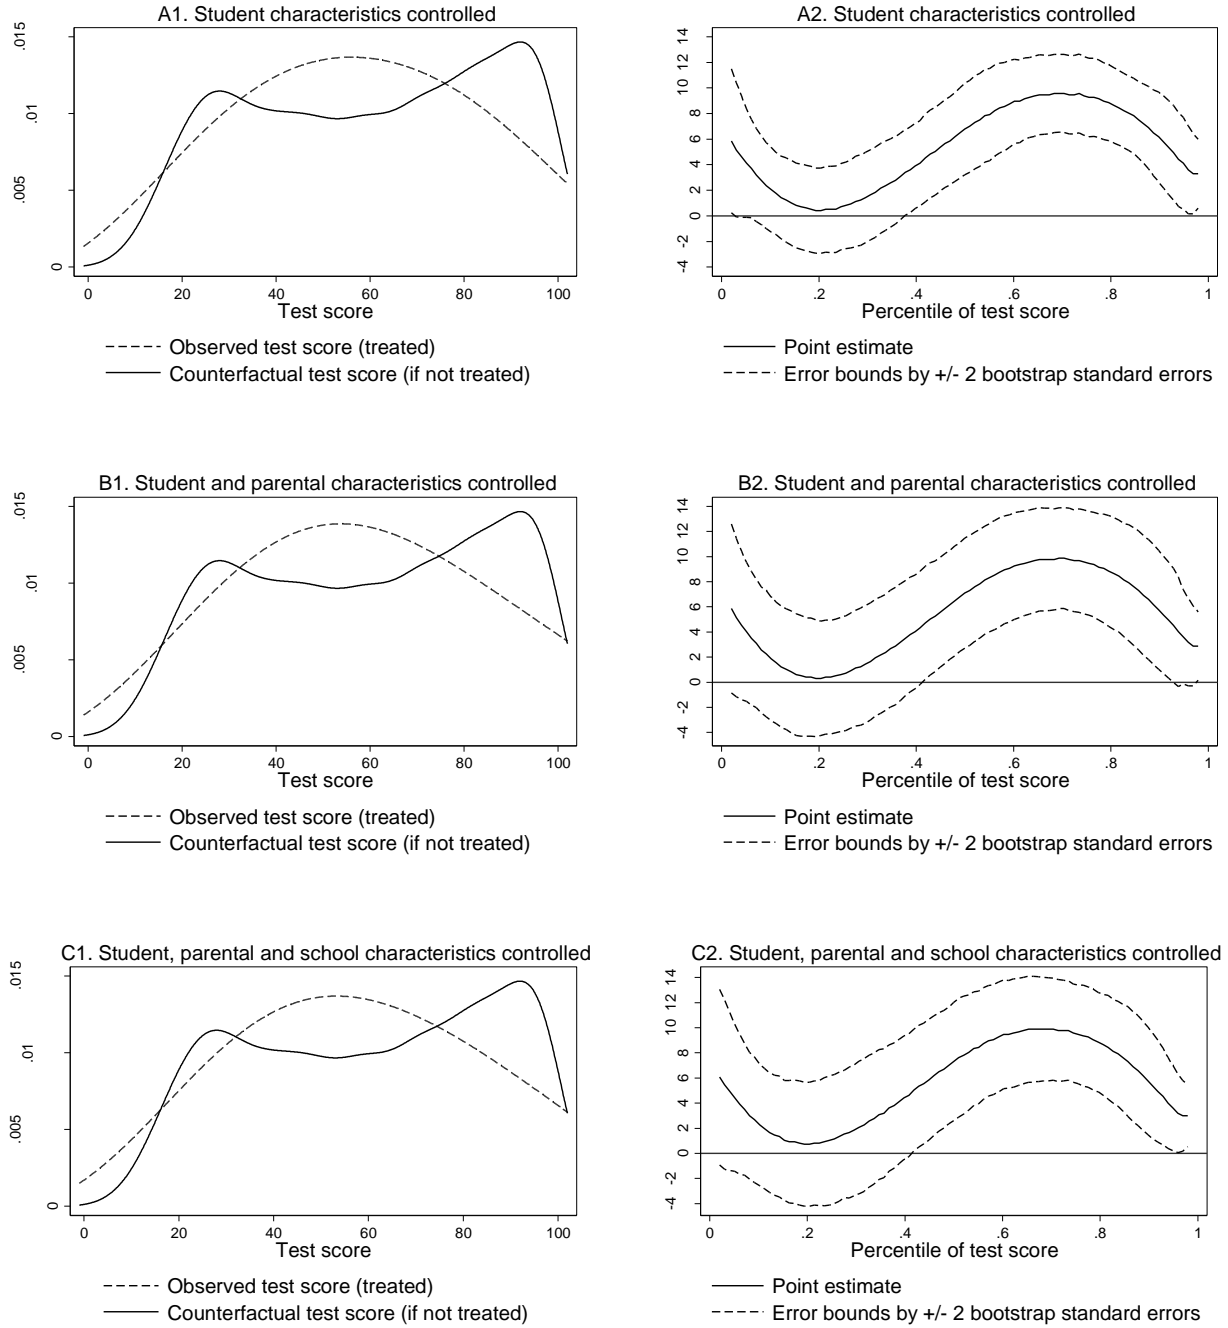 A1. Student characteristics controlled
.015
.01
.005
0
0 20 40 60 80 100
Test score
Observed test score (treated)
Counterfactual test score (if not treated)
A2. Student characteristics controlled
14
12
10
8
6
4
2
0
-2
-4
0 .2 .4 .6 .8 1
Percentile of test score
Point estimate
Error bounds by +/- 2 bootstrap standard errors
B1. Student and parental characteristics controlled
.015
.01
.005
0
0 20 40 60 80 100
Test score
Observed test score (treated)
Counterfactual test score (if not treated)
B2. Student and parental characteristics controlled
14
12
10
8
6
4
2
0
-2
-4
0 .2 .4 .6 .8 1
Percentile of test score
Point estimate
Error bounds by +/- 2 bootstrap standard errors
C1. Student, parental and school characteristics controlled
.015
.01
.005
0
0 20 40 60 80 100
Test score
Observed test score (treated)
Counterfactual test score (if not treated)
C2. Student, parental and school characteristics controlled
14
12
10
8
6
4
2
0
-2
-4
0 .2 .4 .6 .8 1
Percentile of test score
Point estimate
Error bounds by +/- 2 bootstrap standard errors